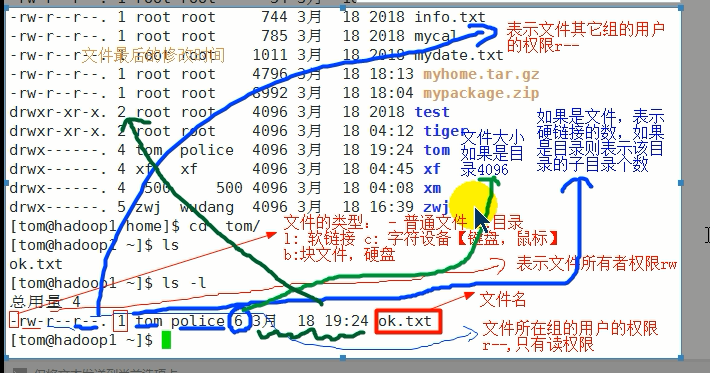 -rw-r--r--. 1 root root 744 3月 18 2018 info.txt
-rw-r--r--. 1 root root 785 3月 18 2018 mycal
-rw-r--r--. 1 root root 1011 3月 18 2018 mydate.txt
-rw-r--r--. 1 root root 4796 3月 18 18:13 myhome.tar.gz
-rw-r--r--. 1 root root 8992 3月 18 18:04 mypackage.zip
drwxr-xr-x. 2 root root 4096 3月 18 2018 test
drwxr-xr-x. 2 root root 4096 3月 18 04:12 tiger
drwx------. 4 tom police 4096 3月 18 19:24 tom
drwx------. 4 xf xf 4096 3月 18 04:45 xf
drwx------. 4 500 500 4096 3月 18 04:08 xm
drwx------. 5 zwj wudang 4096 3月 18 16:39 zwj
[tom@hadoop1 home]$ cd tom/
[tom@hadoop1 ~]$ ls
ok.txt
[tom@hadoop1 ~]$ ls -l
总用量 4
-rw-r--r--. 1 tom police 6 3月 18 19:24 ok.txt
[tom@hadoop1 ~]$
文件最后的修改时间
表示文件其它组的用户
的权限r--
文件大小
如果是目
录4096
如果是文件，表示
硬链接的数，如果
是目录则表示该目
录的子目录个数
文件的类型： - 普通文件 目录
l: 软链接 c: 字符设备【键盘，鼠标】
b:块文件，硬盘
表示文件所有者权限rw
文件名
文件所在组的用户的权限
r--,只有读权限